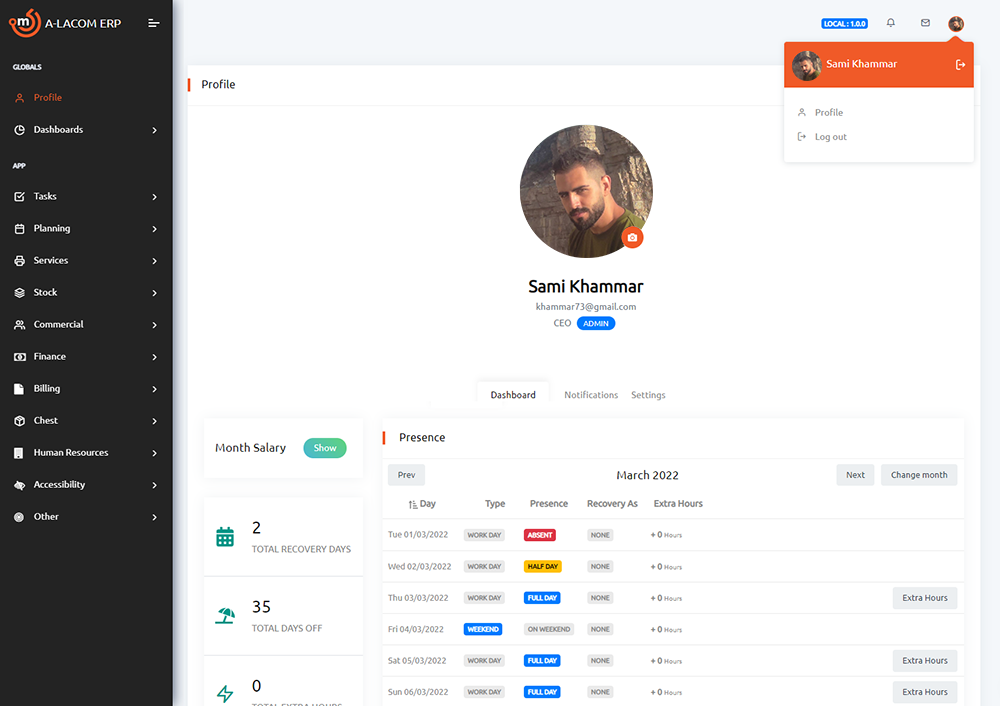 m A-LACOM ERP
LOCAL : 1.0.0
Sami Khammar
Profile
Log out
GLOBALS
Profile
Dashboards
APP
Tasks
Planning
Services
Stock
Commercial
Finance
Billing
Chest
Human Resources
Accessibility
Other
Profile
Sami Khammar
khammar73@gmail.com
CEO ADMIN
Dashboard Notifications Settings
Month Salary Show
2
TOTAL RECOVERY DAYS
35
TOTAL DAYS OFF
0
TOTAL EXTRA HOURS
Presence
Prev March 2022 Next Change month
Day Type Presence Recovery As Extra Hours
Tue 01/03/2022 WORK DAY ABSENT NONE + 0 Hours
Wed 02/03/2022 WORK DAY HALF DAY NONE + 0 Hours
Thu 03/03/2022 WORK DAY FULL DAY NONE + 0 Hours Extra Hours
Fri 04/03/2022 WEEKEND ON WEEKEND NONE + 0 Hours
Sat 05/03/2022 WORK DAY FULL DAY NONE + 0 Hours Extra Hours
Sun 06/03/2022 WORK DAY FULL DAY NONE + 0 Hours Extra Hours